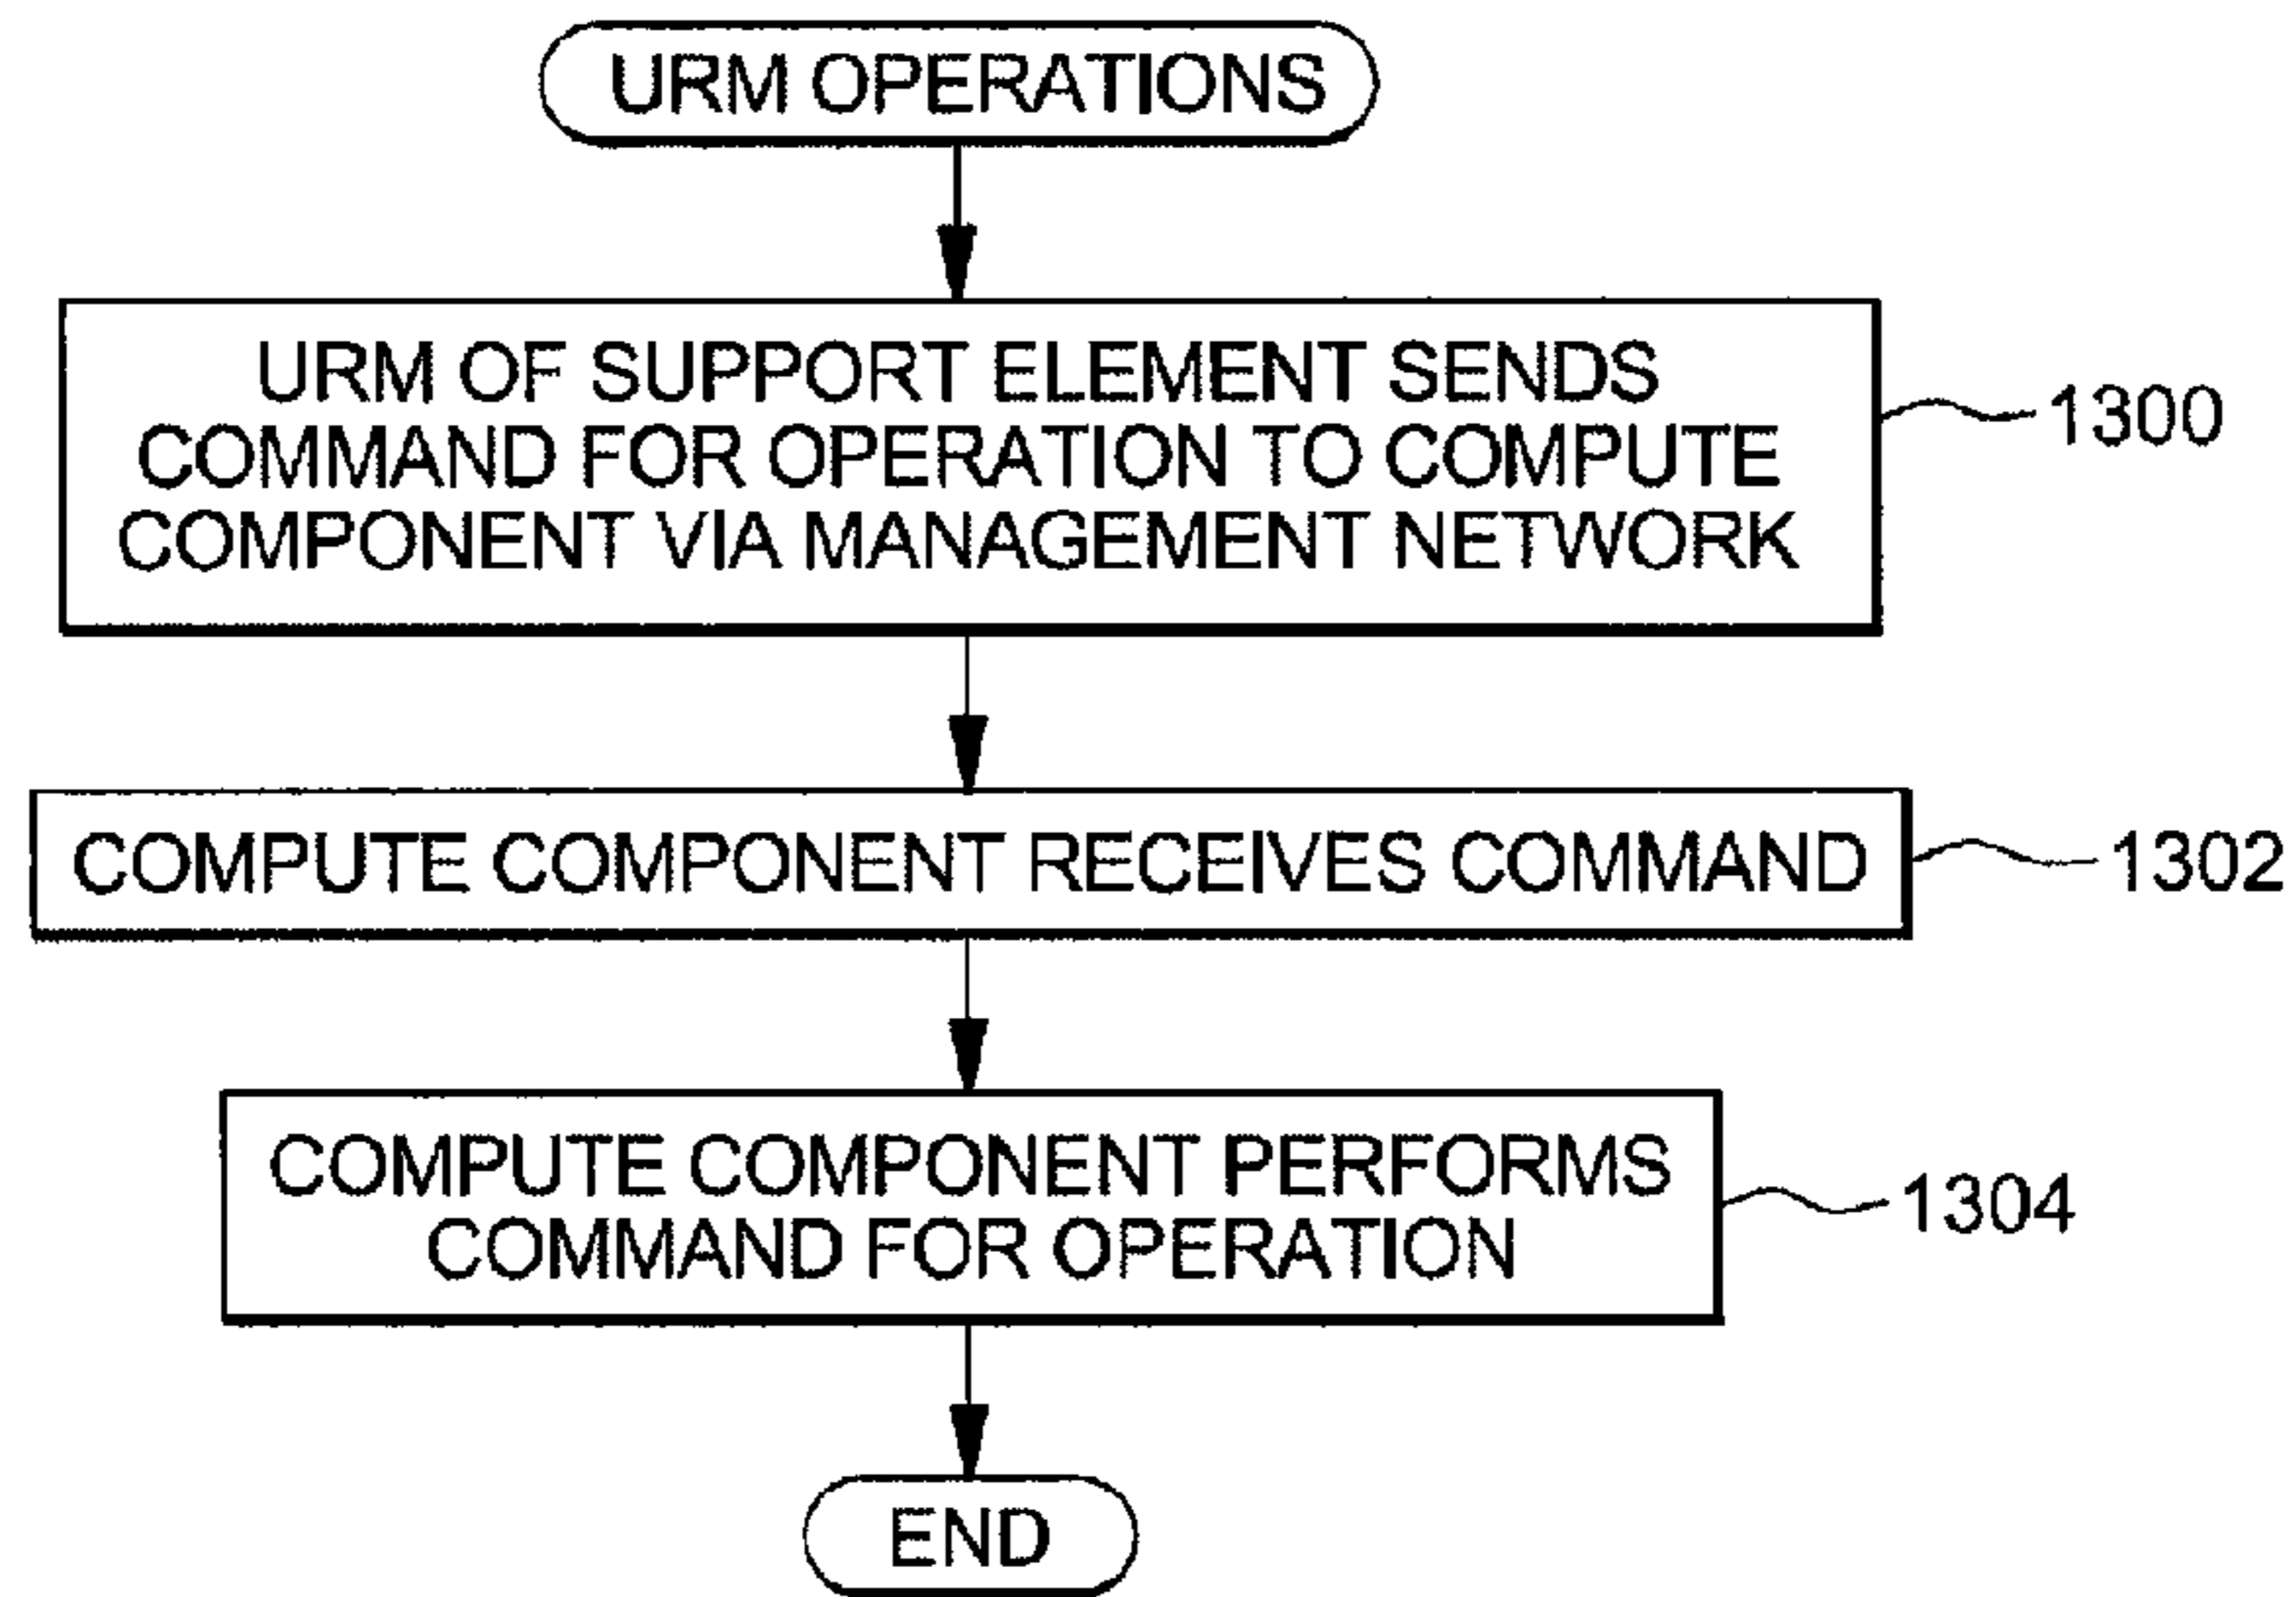 URM OPERATIONS
URM OF SUPPORT ELEMENT SENDS
COMMAND FOR OPERATION TO COMPUTE
COMPONENT VIA MANAGEMENT NETWORK
1300
COMPUTE COMPONENT RECEIVES COMMAND
1302
COMPUTE COMPONENT PERFORMS
COMMAND FOR OPERATION
1304
END